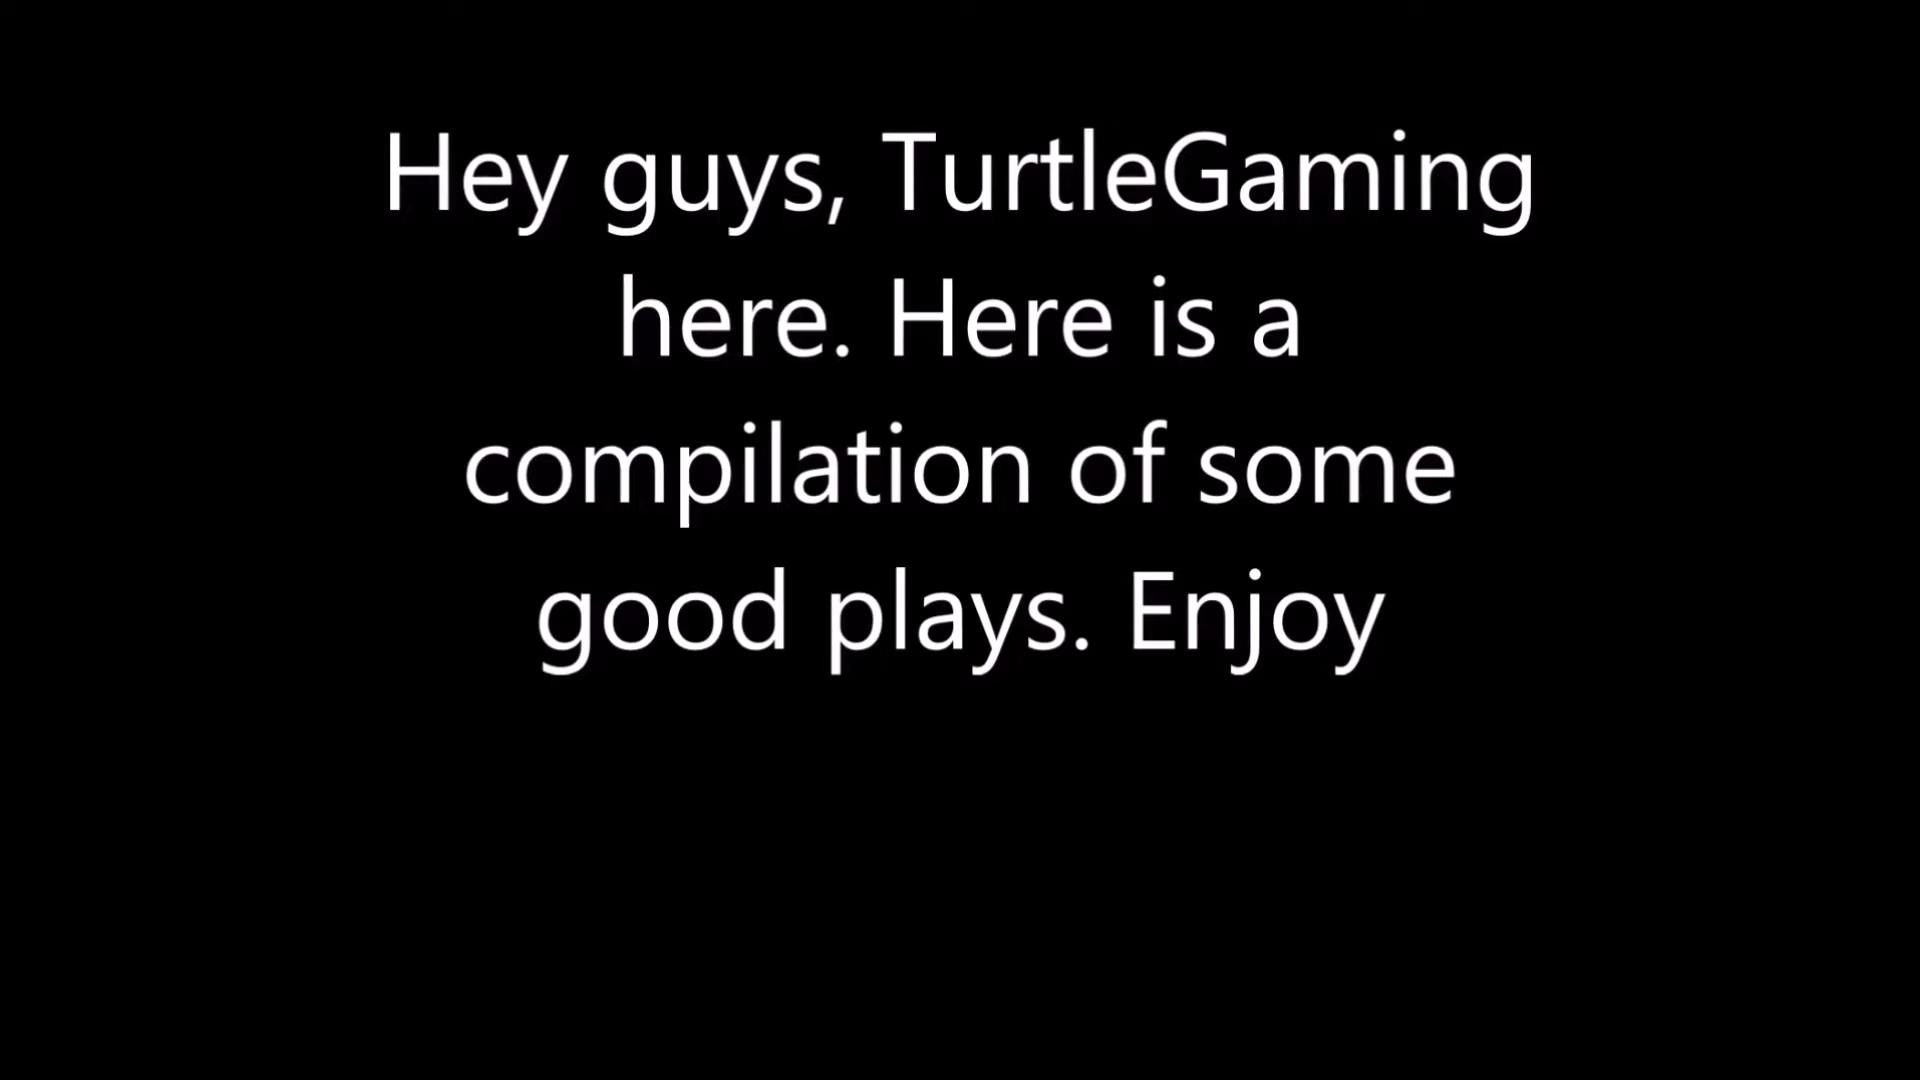 Hey guys, TurtleGaming
here. Here is a
compilation of some
good plays. Enjoy